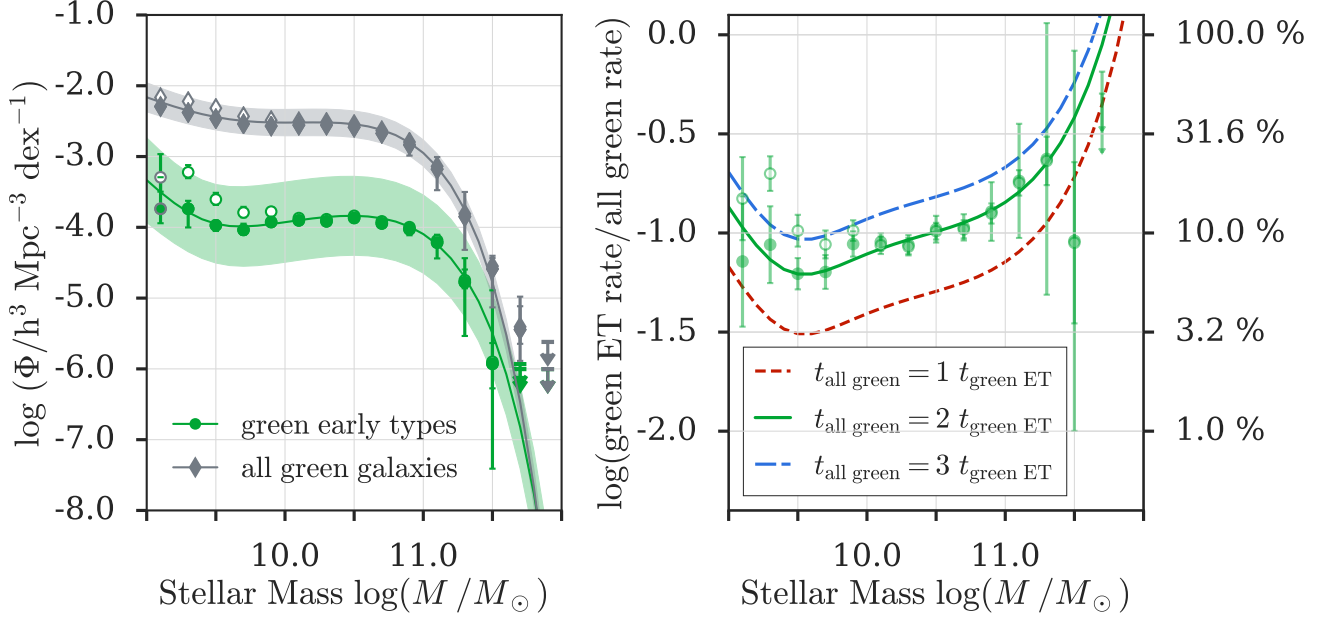 log (Φ/h³ Mpc⁻³ dex⁻¹)
-1.0
-2.0
-3.0
-4.0
-5.0
-6.0
-7.0
-8.0
green early types
all green galaxies
10.0 11.0
Stellar Mass log(M/M⊙)
log(green ET rate/all green rate)
0.0
-0.5
-1.0
-1.5
-2.0
t_all green = 1 t_green ET
t_all green = 2 t_green ET
t_all green = 3 t_green ET
10.0 11.0
Stellar Mass log(M/M⊙)
100.0 %
31.6 %
10.0 %
3.2 %
1.0 %